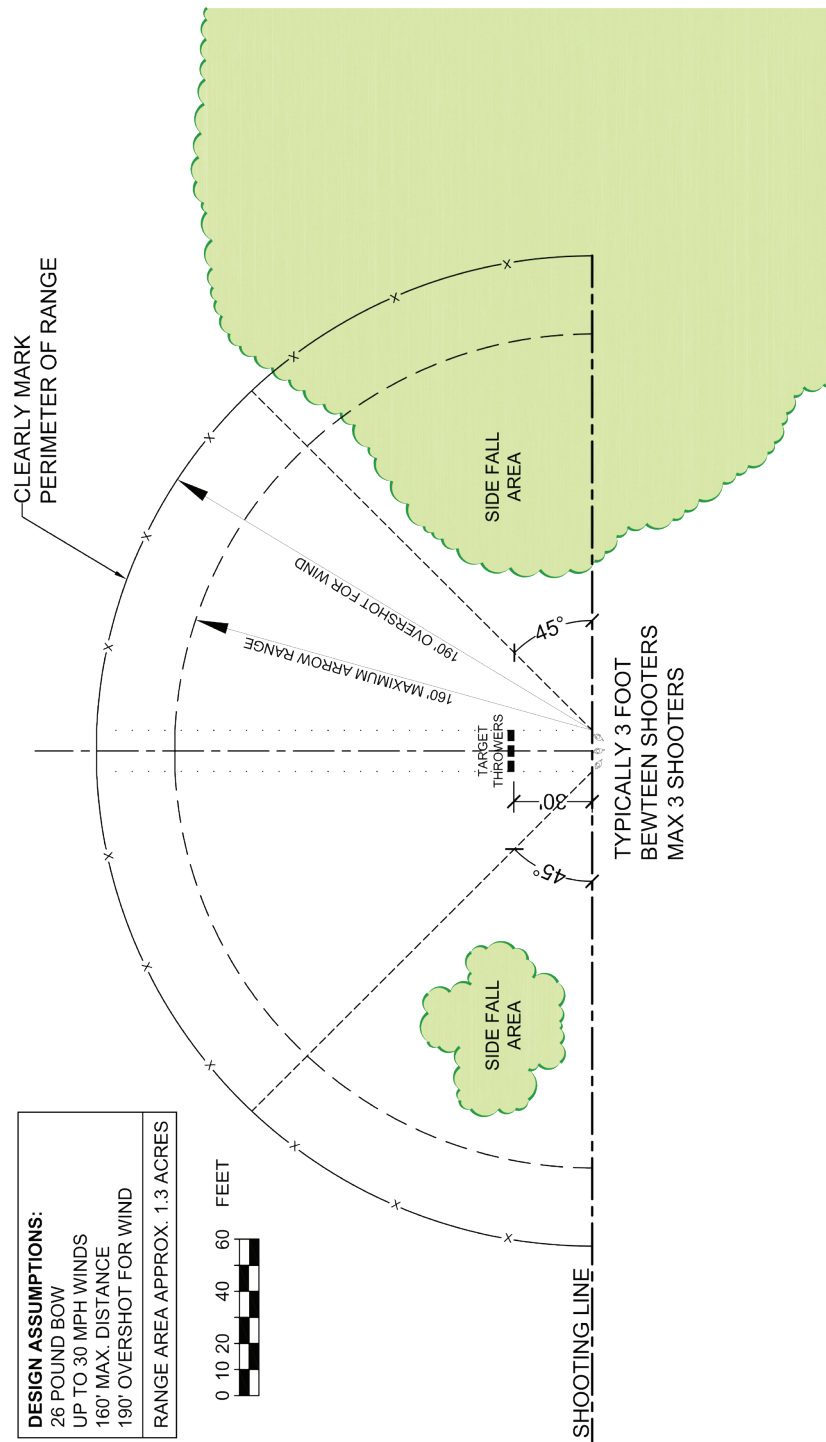 CLEARLY MARK
PERIMETER OF RANGE
190' OVERSHOT FOR WIND
160' MAXIMUM ARROW RANGE
SIDE FALL
AREA
45°
TARGET
THROWERS
30'
45°
TYPICALLY 3 FOOT
BEWTEEN SHOOTERS
MAX 3 SHOOTERS
SIDE FALL
AREA
DESIGN ASSUMPTIONS:
26 POUND BOW
UP TO 30 MPH WINDS
160' MAX. DISTANCE
190' OVERSHOT FOR WIND
RANGE AREA APPROX. 1.3 ACRES
0 10 20 40 60 FEET
SHOOTING LINE